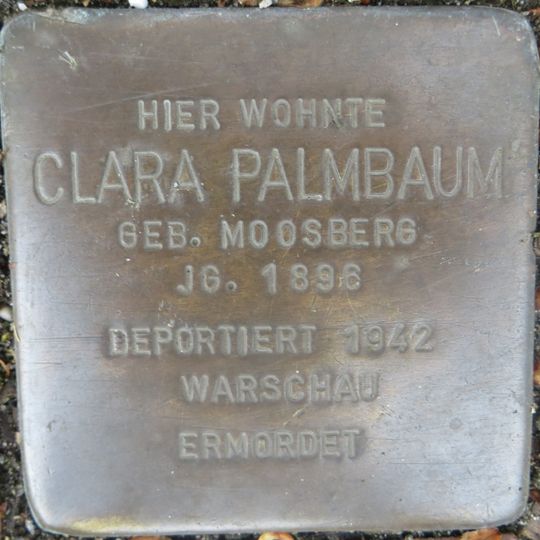 HIER WOHNTE
CLARA PALMBAUM
GEB. MOOSBERG
JG. 1896
DEPORTIERT 1942
WARSCHAU
ERMORDET